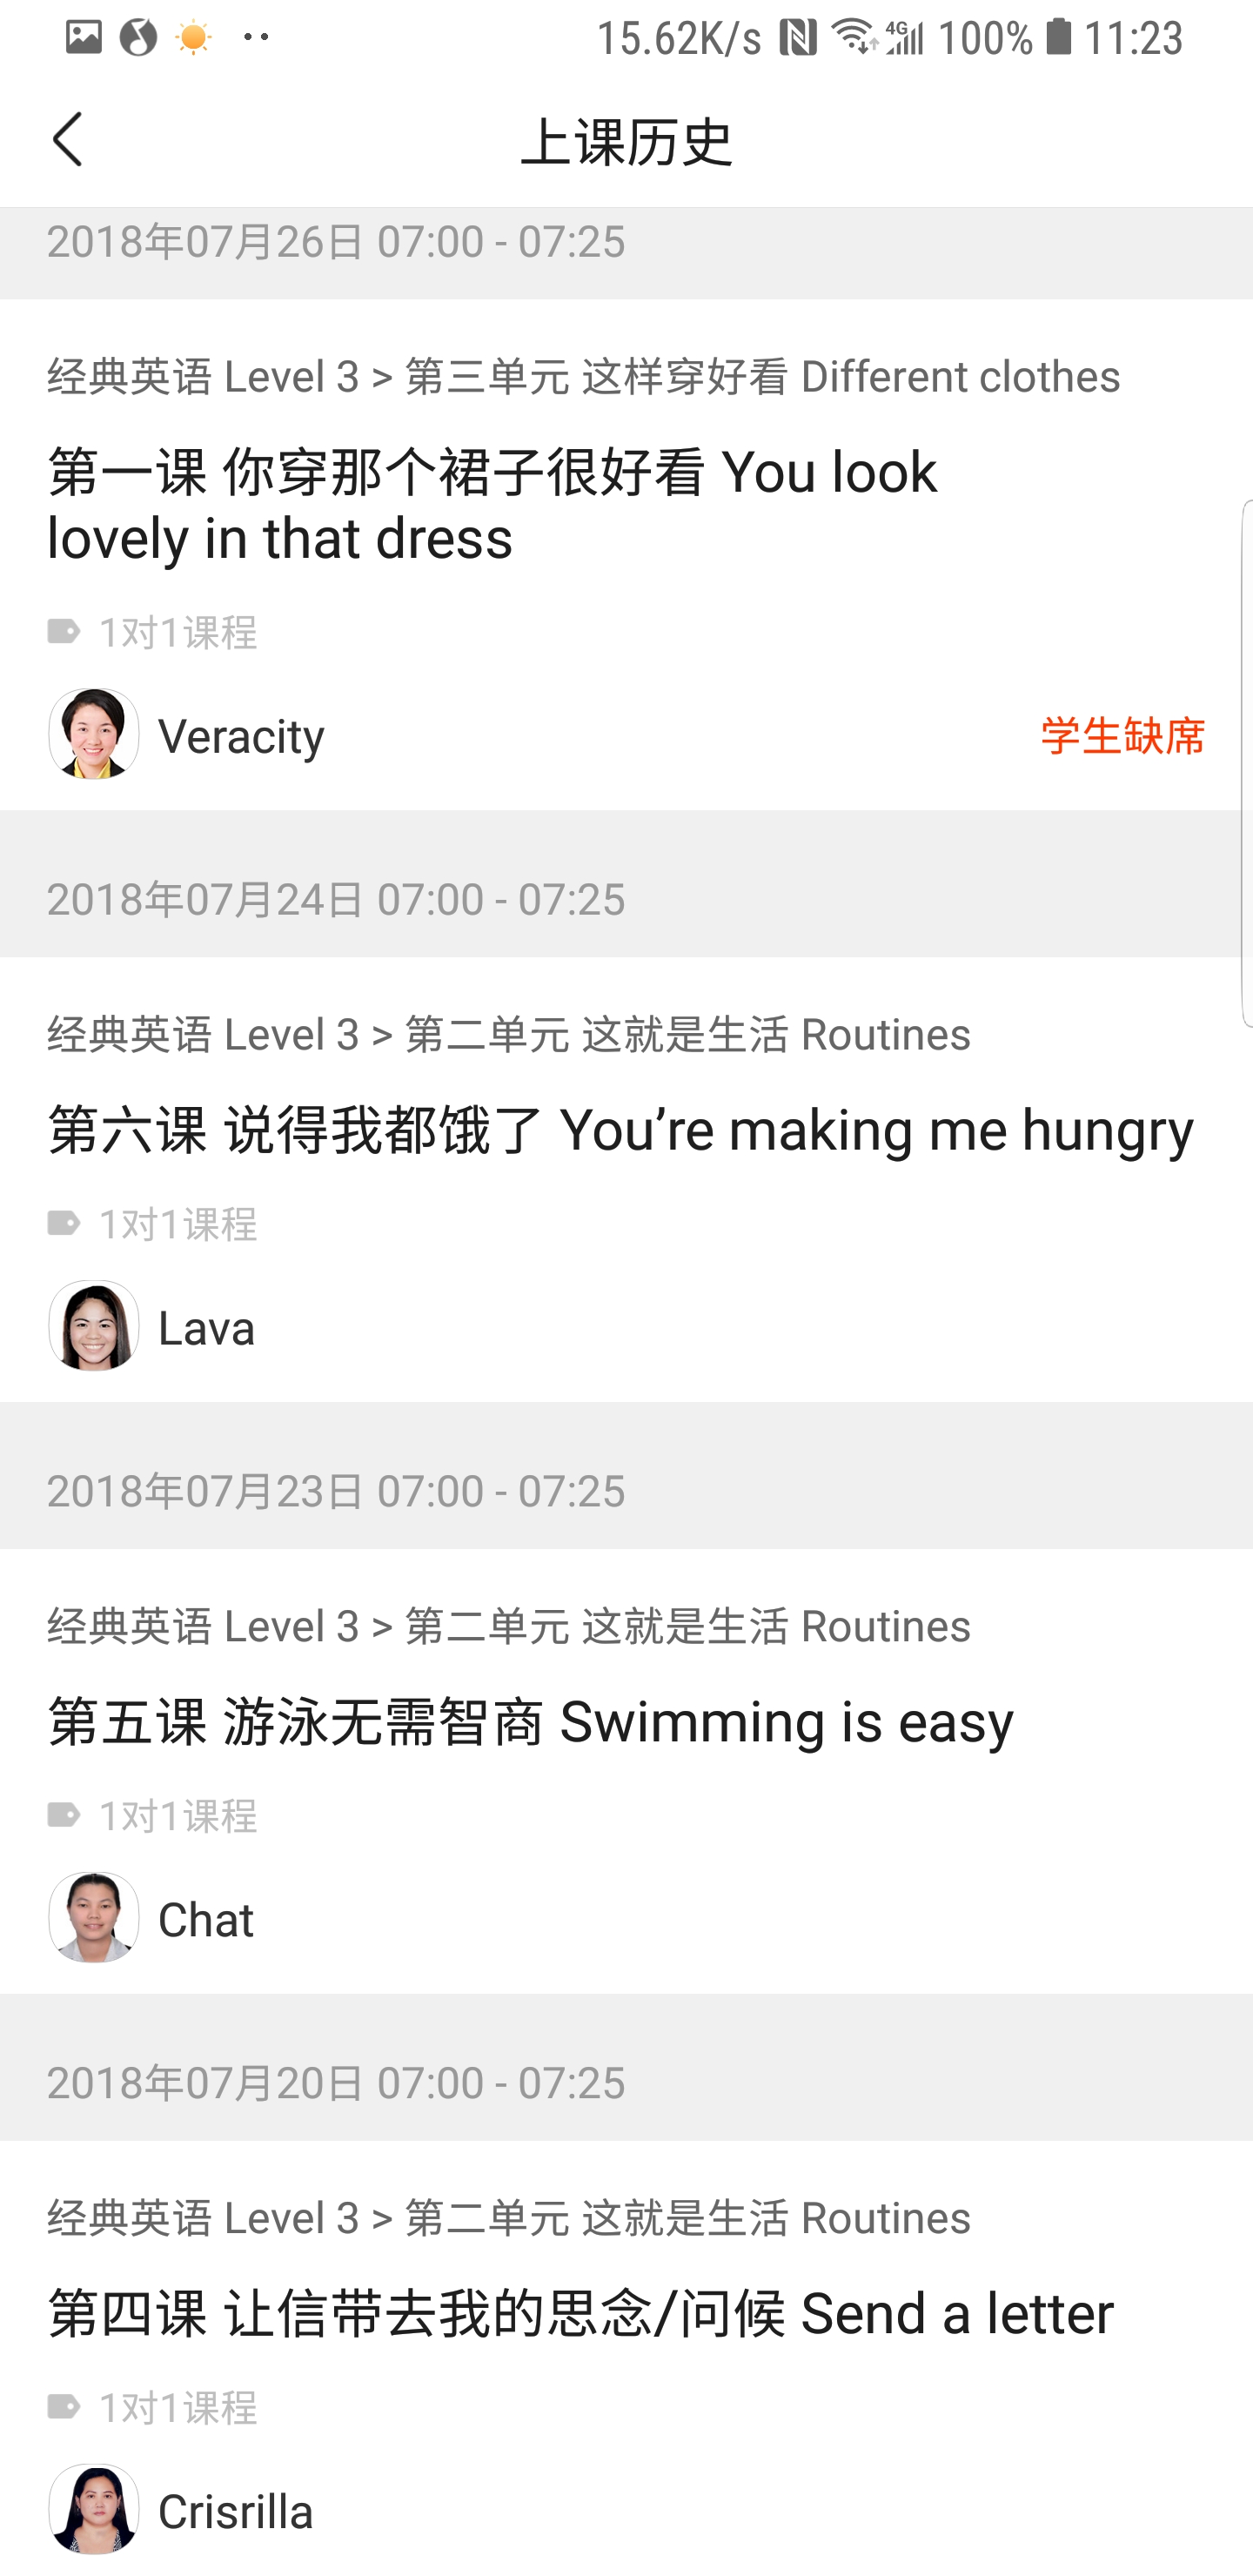 15.62K/s 4G 100% 11:23
上课历史
2018年07月26日 07:00 - 07:25
经典英语 Level 3 > 第三单元 这样穿好看 Different clothes
第一课 你穿那个裙子很好看 You look
lovely in that dress
1对1课程
Veracity 学生缺席
2018年07月24日 07:00 - 07:25
经典英语 Level 3 > 第二单元 这就是生活 Routines
第六课 说得我都饿了 You’re making me hungry
1对1课程
Lava
2018年07月23日 07:00 - 07:25
经典英语 Level 3 > 第二单元 这就是生活 Routines
第五课 游泳无需智商 Swimming is easy
1对1课程
Chat
2018年07月20日 07:00 - 07:25
经典英语 Level 3 > 第二单元 这就是生活 Routines
第四课 让信带去我的思念/问候 Send a letter
1对1课程
Crisrilla